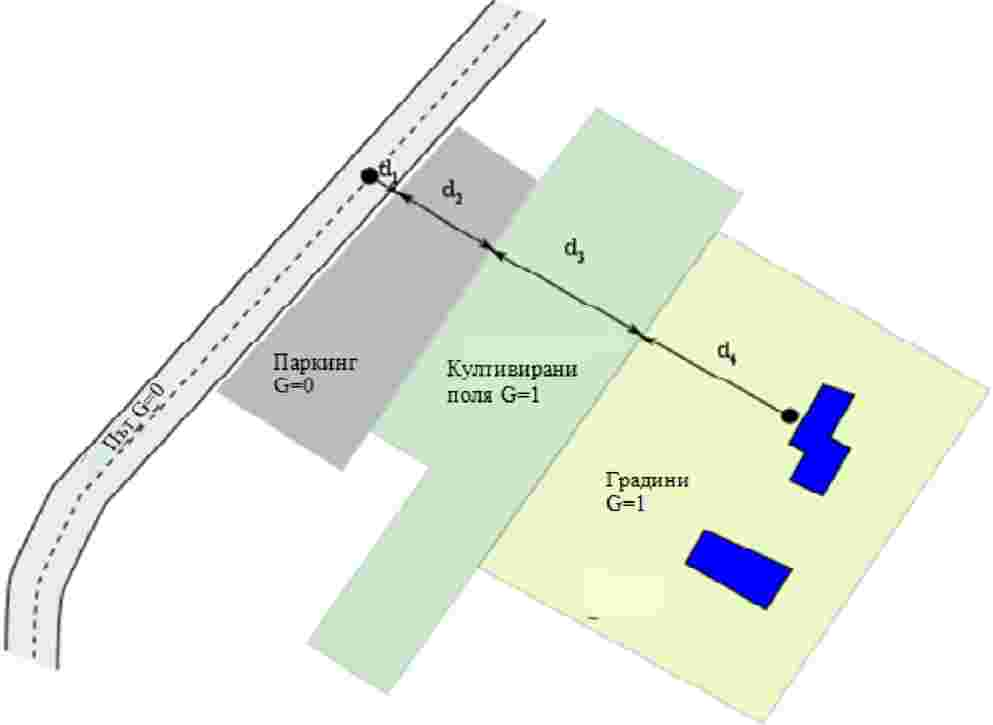 d₁
d₂
d₃
d₄
Паркинг
G=0
Култивирани
поля G=1
Път G=0
Градини
G=1